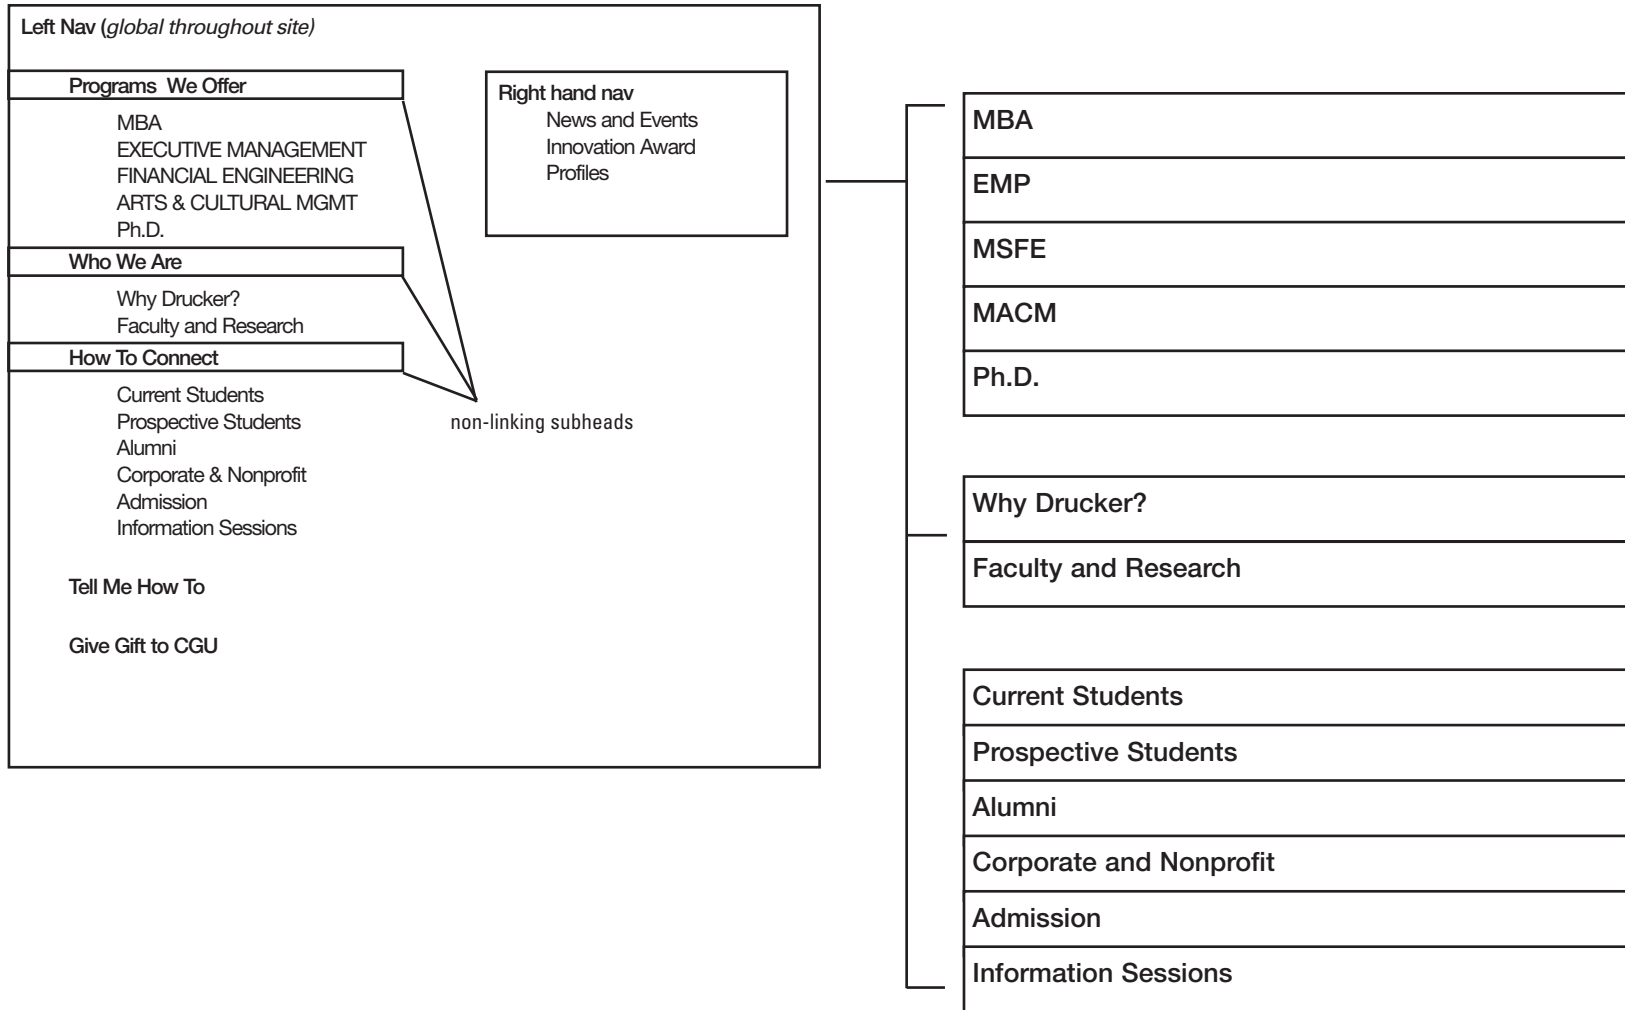 Left Nav (global throughout site)
Programs We Offer
MBA
EXECUTIVE MANAGEMENT
FINANCIAL ENGINEERING
ARTS & CULTURAL MGMT
Ph.D.
Who We Are
Why Drucker?
Faculty and Research
How To Connect
Current Students
Prospective Students
Alumni
Corporate & Nonprofit
Admission
Information Sessions
Tell Me How To
Give Gift to CGU
Right hand nav
News and Events
Innovation Award
Profiles
non-linking subheads
MBA
EMP
MSFE
MACM
Ph.D.
Why Drucker?
Faculty and Research
Current Students
Prospective Students
Alumni
Corporate and Nonprofit
Admission
Information Sessions